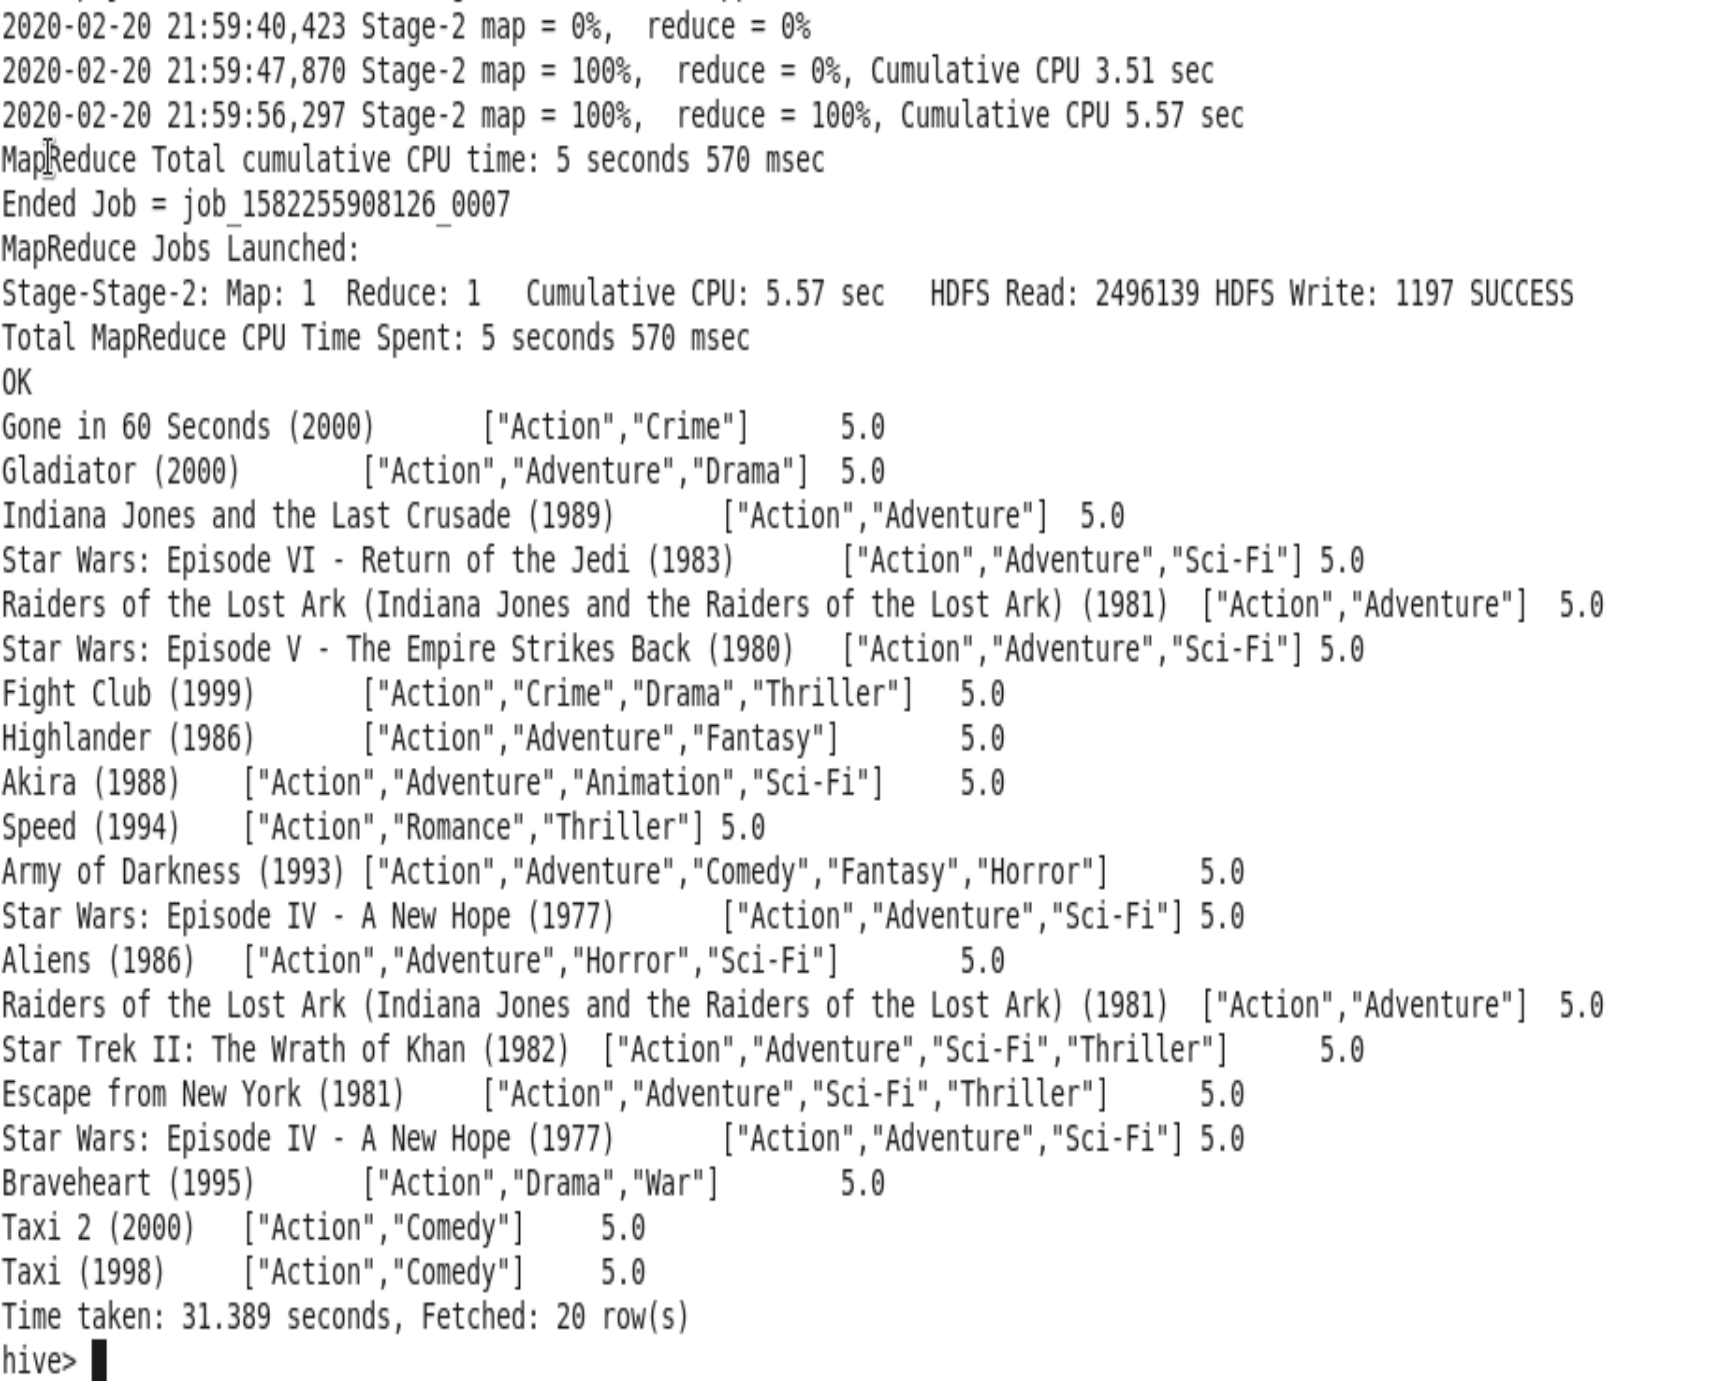 2020-02-20 21:59:40,423 Stage-2 map = 0%,  reduce = 0%
2020-02-20 21:59:47,870 Stage-2 map = 100%,  reduce = 0%, Cumulative CPU 3.51 sec
2020-02-20 21:59:56,297 Stage-2 map = 100%,  reduce = 100%, Cumulative CPU 5.57 sec
MapReduce Total cumulative CPU time: 5 seconds 570 msec
Ended Job = job_1582255908126_0007
MapReduce Jobs Launched:
Stage-Stage-2: Map: 1  Reduce: 1   Cumulative CPU: 5.57 sec   HDFS Read: 2496139 HDFS Write: 1197 SUCCESS
Total MapReduce CPU Time Spent: 5 seconds 570 msec
OK
Gone in 60 Seconds (2000)	["Action","Crime"]	5.0
Gladiator (2000)	["Action","Adventure","Drama"]	5.0
Indiana Jones and the Last Crusade (1989)	["Action","Adventure"]	5.0
Star Wars: Episode VI - Return of the Jedi (1983)	["Action","Adventure","Sci-Fi"]	5.0
Raiders of the Lost Ark (Indiana Jones and the Raiders of the Lost Ark) (1981)	["Action","Adventure"]	5.0
Star Wars: Episode V - The Empire Strikes Back (1980)	["Action","Adventure","Sci-Fi"]	5.0
Fight Club (1999)	["Action","Crime","Drama","Thriller"]	5.0
Highlander (1986)	["Action","Adventure","Fantasy"]	5.0
Akira (1988)	["Action","Adventure","Animation","Sci-Fi"]	5.0
Speed (1994)	["Action","Romance","Thriller"]	5.0
Army of Darkness (1993)	["Action","Adventure","Comedy","Fantasy","Horror"]	5.0
Star Wars: Episode IV - A New Hope (1977)	["Action","Adventure","Sci-Fi"]	5.0
Aliens (1986)	["Action","Adventure","Horror","Sci-Fi"]	5.0
Raiders of the Lost Ark (Indiana Jones and the Raiders of the Lost Ark) (1981)	["Action","Adventure"]	5.0
Star Trek II: The Wrath of Khan (1982)	["Action","Adventure","Sci-Fi","Thriller"]	5.0
Escape from New York (1981)	["Action","Adventure","Sci-Fi","Thriller"]	5.0
Star Wars: Episode IV - A New Hope (1977)	["Action","Adventure","Sci-Fi"]	5.0
Braveheart (1995)	["Action","Drama","War"]	5.0
Taxi 2 (2000)	["Action","Comedy"]	5.0
Taxi (1998)	["Action","Comedy"]	5.0
Time taken: 31.389 seconds, Fetched: 20 row(s)
hive>